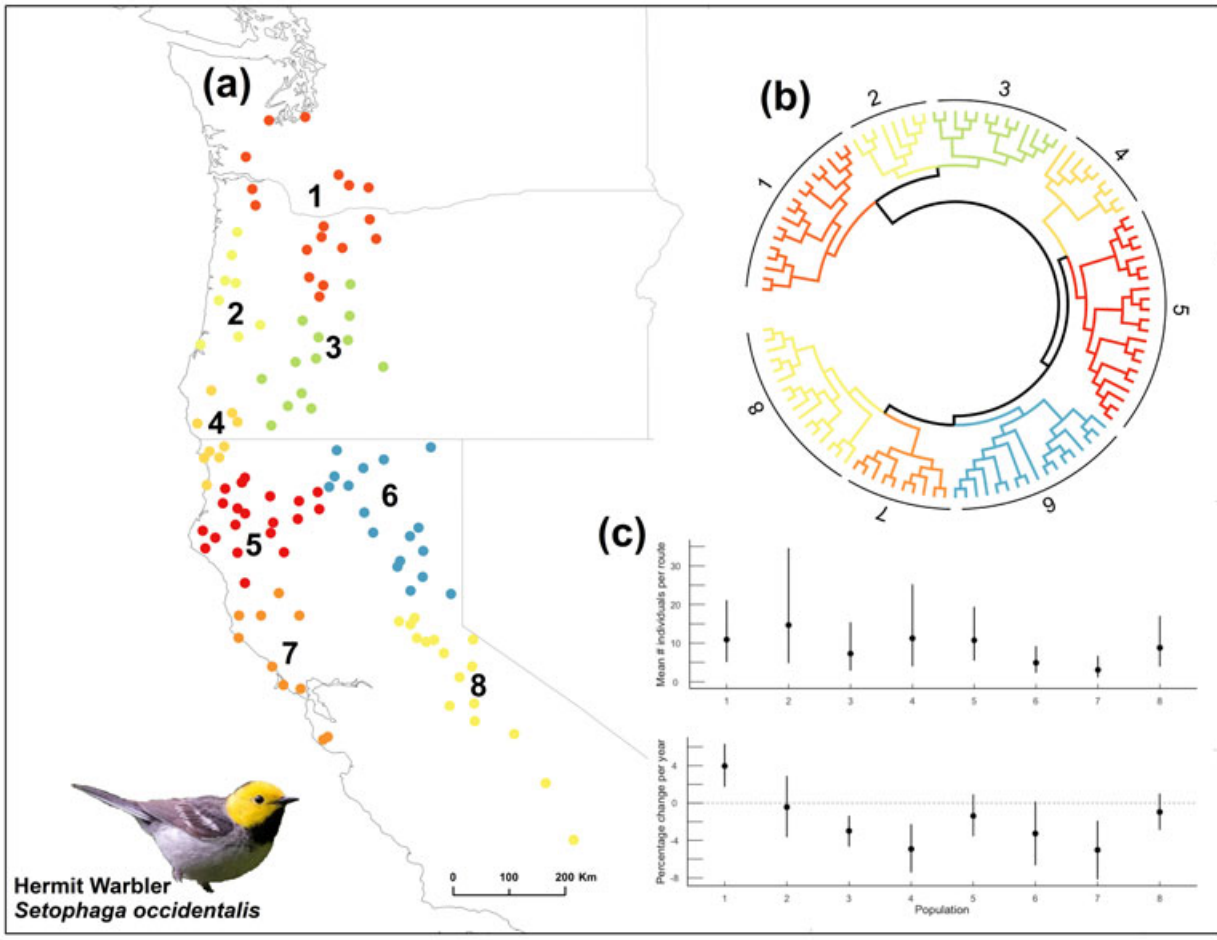 (a)
1
2
3
4
5
6
7
8
Hermit Warbler
Setophaga occidentalis
0 100 200 Km
(b)
1
2
3
4
5
6
7
8
(c)
Mean # individuals per route
30
20
10
0
1 2 3 4 5 6 7 8
Percentage change per year
4
0
-4
-8
1 2 3 4 5 6 7 8
Population